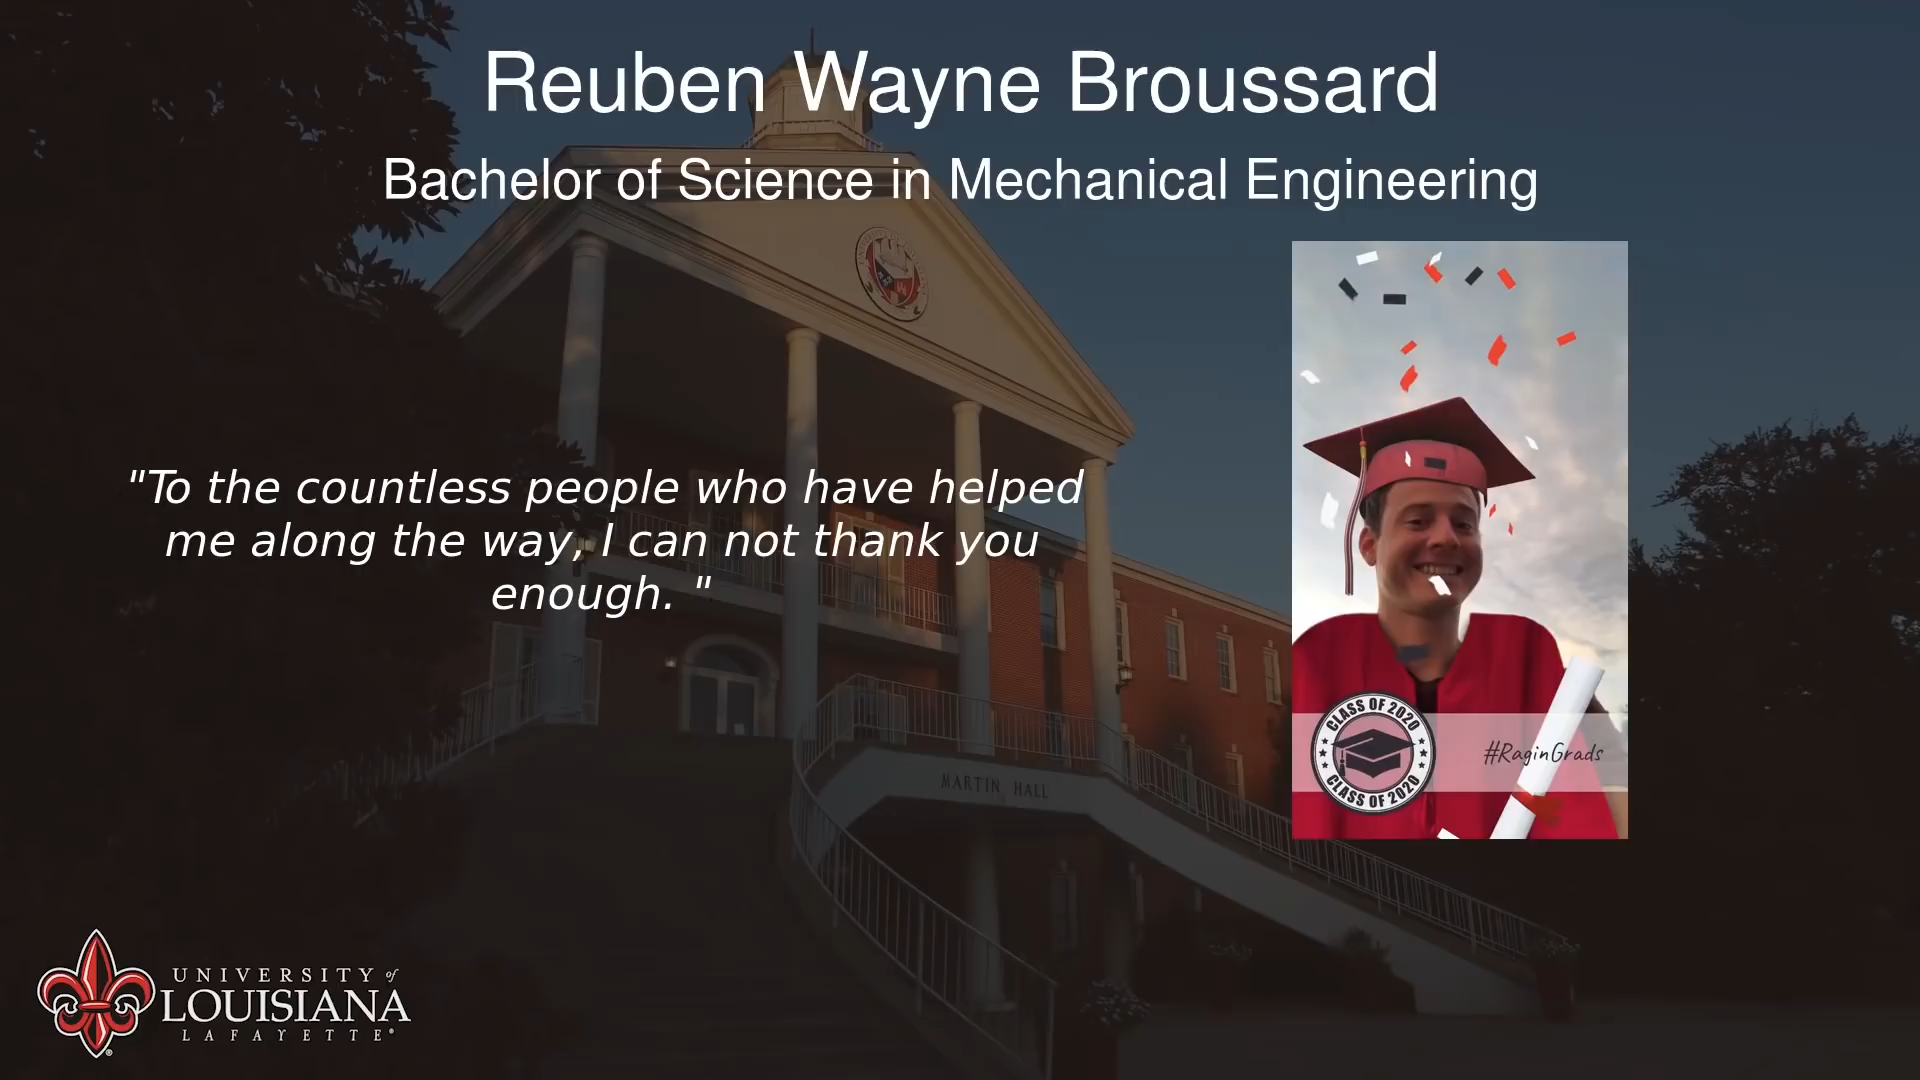 Reuben Wayne Broussard
Bachelor of Science in Mechanical Engineering
"To the countless people who have helped
me along the way, I can not thank you
enough. "
CLASS OF 2020
CLASS OF 2020
#RaginGrads
MARTIN HALL
UNIVERSITY of
LOUISIANA
LAFAYETTE®